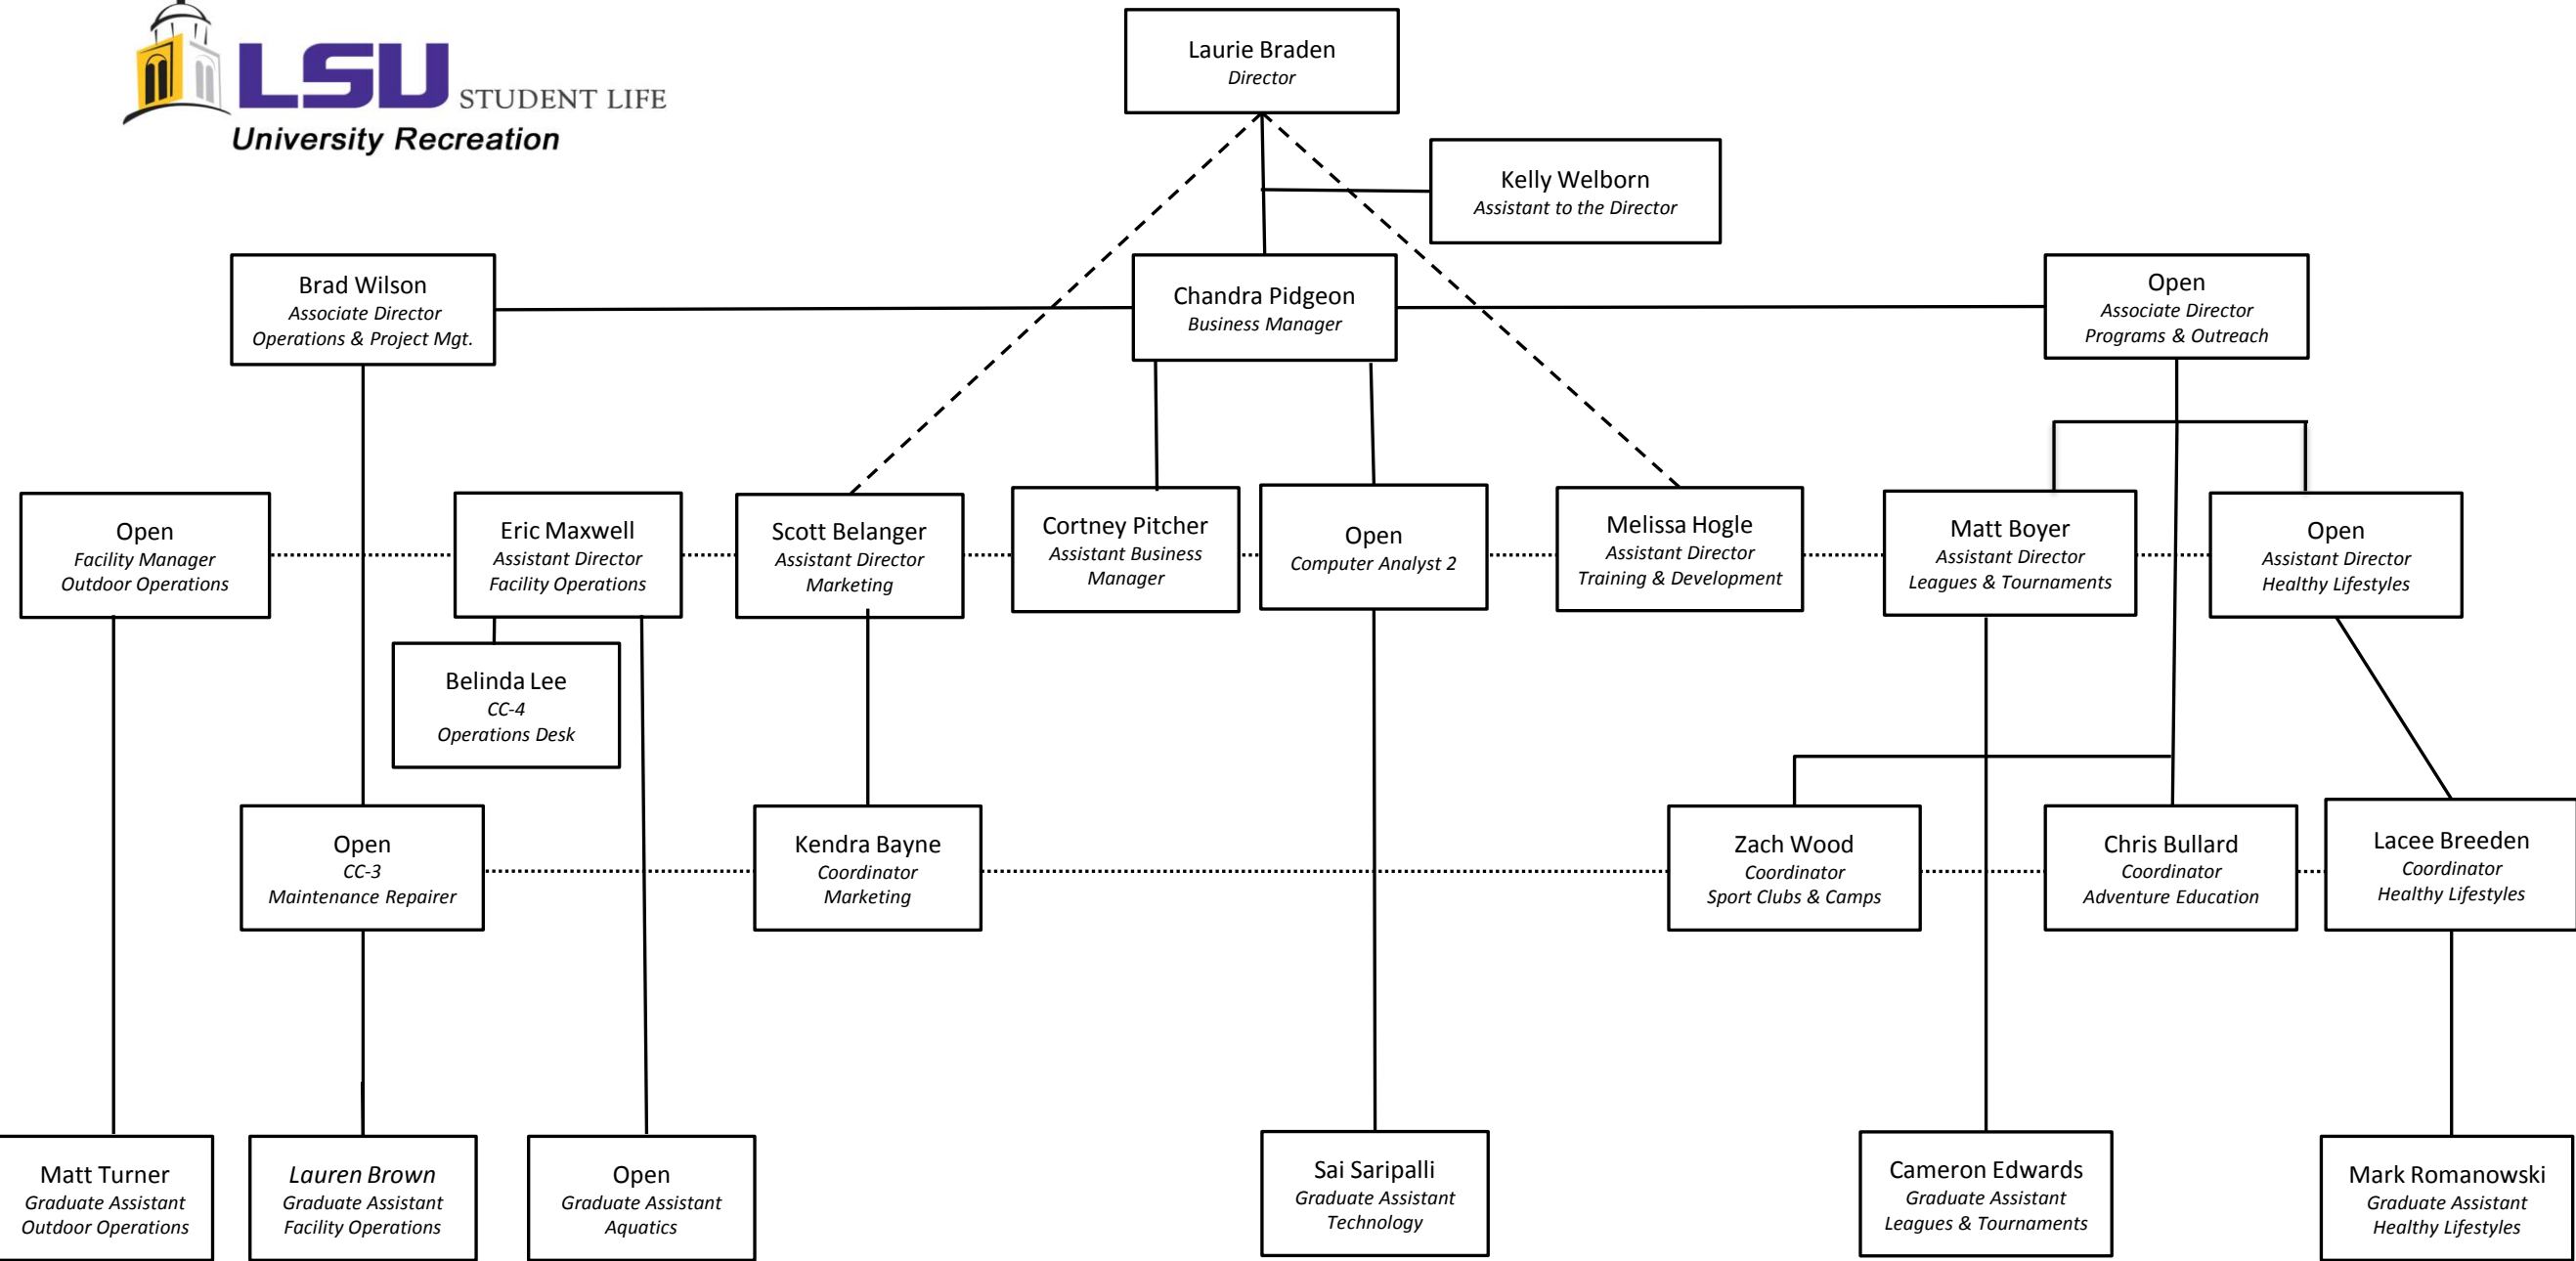 LSU STUDENT LIFE
University Recreation
Laurie Braden
Director
Kelly Welborn
Assistant to the Director
Brad Wilson
Associate Director
Operations & Project Mgt.
Chandra Pidgeon
Business Manager
Open
Associate Director
Programs & Outreach
Open
Facility Manager
Outdoor Operations
Eric Maxwell
Assistant Director
Facility Operations
Scott Belanger
Assistant Director
Marketing
Cortney Pitcher
Assistant Business
Manager
Open
Computer Analyst 2
Melissa Hogle
Assistant Director
Training & Development
Matt Boyer
Assistant Director
Leagues & Tournaments
Open
Assistant Director
Healthy Lifestyles
Belinda Lee
CC-4
Operations Desk
Open
CC-3
Maintenance Repairer
Kendra Bayne
Coordinator
Marketing
Zach Wood
Coordinator
Sport Clubs & Camps
Chris Bullard
Coordinator
Adventure Education
Lacee Breeden
Coordinator
Healthy Lifestyles
Matt Turner
Graduate Assistant
Outdoor Operations
Lauren Brown
Graduate Assistant
Facility Operations
Open
Graduate Assistant
Aquatics
Sai Saripalli
Graduate Assistant
Technology
Cameron Edwards
Graduate Assistant
Leagues & Tournaments
Mark Romanowski
Graduate Assistant
Healthy Lifestyles